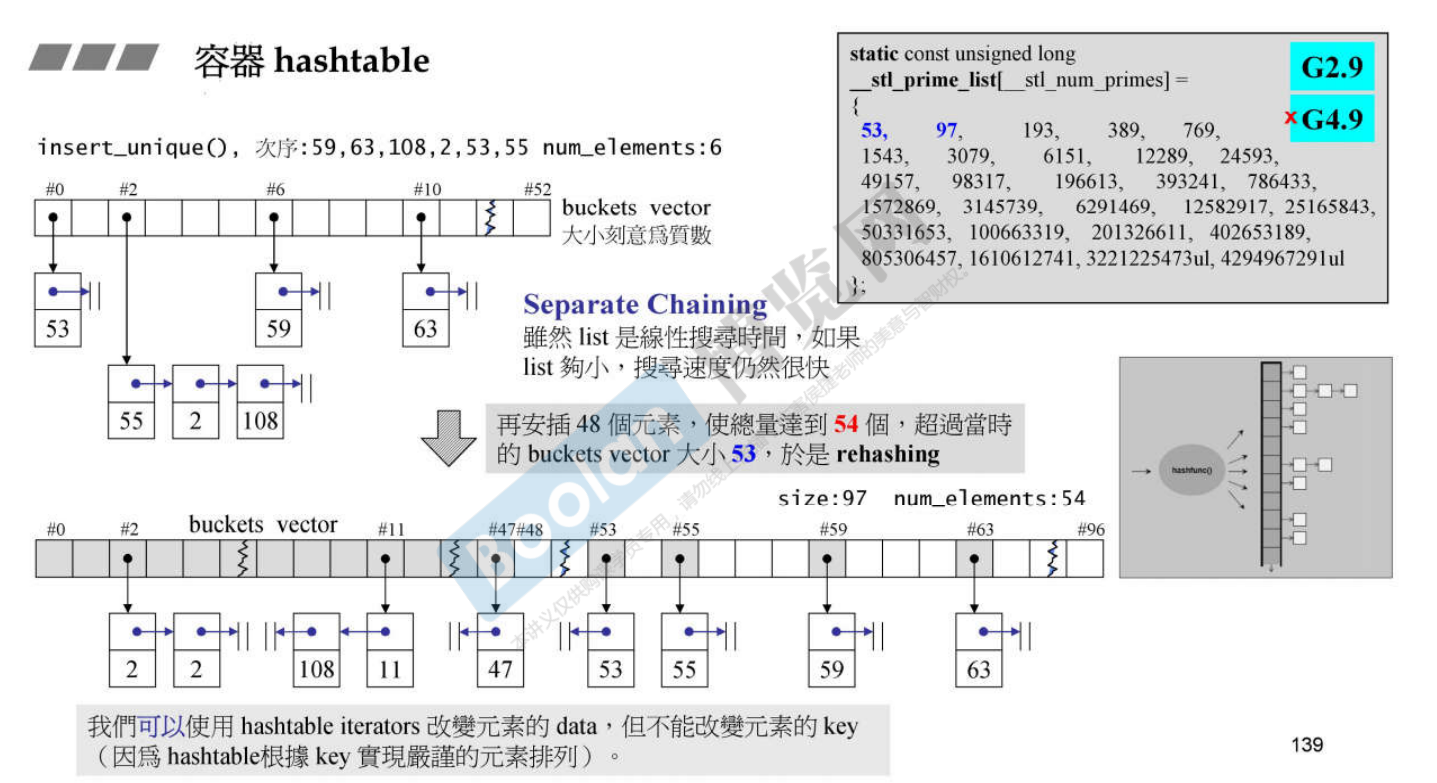 容器 hashtable
static const unsigned long
__stl_prime_list[__stl_num_primes] =
{
53, 97, 193, 389, 769,
1543, 3079, 6151, 12289, 24593,
49157, 98317, 196613, 393241, 786433,
1572869, 3145739, 6291469, 12582917, 25165843,
50331653, 100663319, 201326611, 402653189,
805306457, 1610612741, 3221225473ul, 4294967291ul
};
G2.9
x G4.9
insert_unique(), 次序:59,63,108,2,53,55 num_elements:6
#0 #2 #6 #10 #52
buckets vector
大小刻意為質數
53 59 63
55 2 108
Separate Chaining
雖然 list 是線性搜尋時間，如果
list 夠小，搜尋速度仍然很快
再安插 48 個元素，使總量達到 54 個，超過當時
的 buckets vector 大小 53，於是 rehashing
hashfunc()
size:97 num_elements:54
#0 #2 buckets vector #11 #47#48 #53 #55 #59 #63 #96
2 2 108 11 47 53 55 59 63
我們可以使用 hashtable iterators 改變元素的 data，但不能改變元素的 key
（因為 hashtable根據 key 實現嚴謹的元素排列）。
139
Boolan 博览网